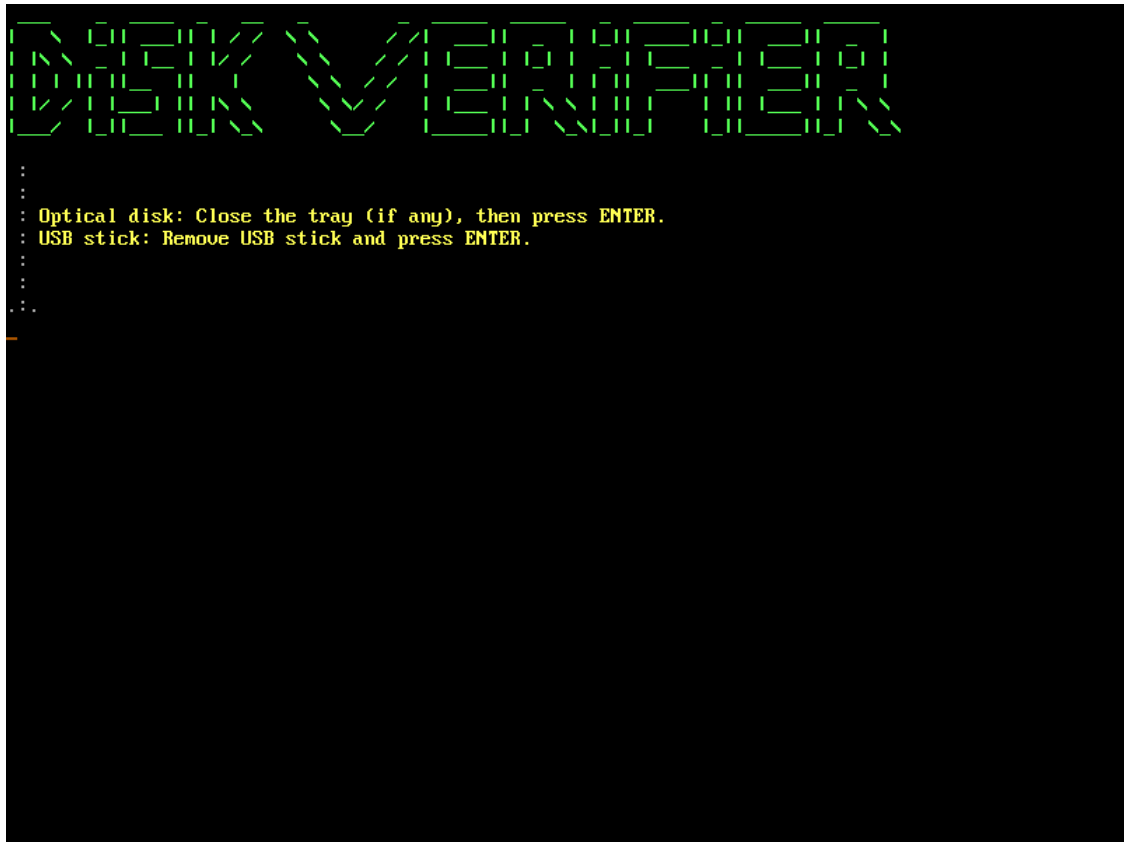 DiSK VERiFiER
:
:
: Optical disk: Close the tray (if any), then press ENTER.
: USB stick: Remove USB stick and press ENTER.
:
:
.:.
_